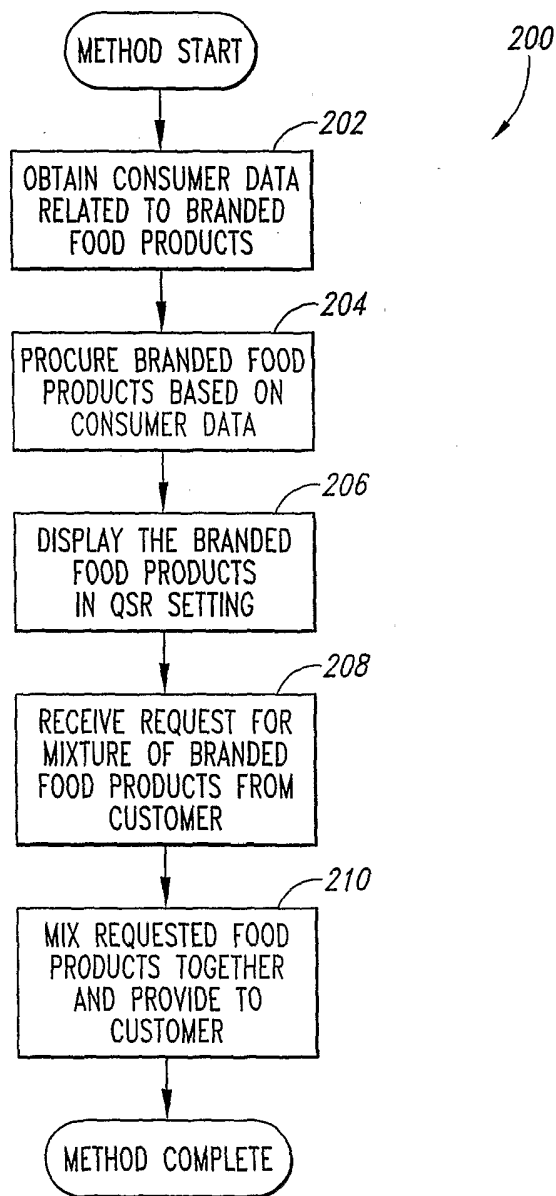 METHOD START
200
202
OBTAIN CONSUMER DATA
RELATED TO BRANDED
FOOD PRODUCTS
204
PROCURE BRANDED FOOD
PRODUCTS BASED ON
CONSUMER DATA
206
DISPLAY THE BRANDED
FOOD PRODUCTS
IN QSR SETTING
208
RECEIVE REQUEST FOR
MIXTURE OF BRANDED
FOOD PRODUCTS FROM
CUSTOMER
210
MIX REQUESTED FOOD
PRODUCTS TOGETHER
AND PROVIDE TO
CUSTOMER
METHOD COMPLETE